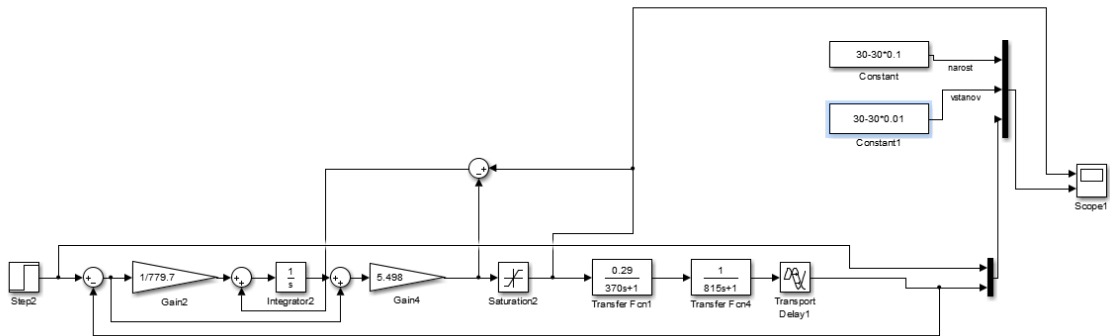 30-30*0.1
Constant
narost
30-30*0.01
vstanov
Constant1
Scope1
Step2
1/779.7
Gain2
1
s
Integrator2
5.498
Gain4
Saturation2
0.29
370s+1
Transfer Fcn1
1
815s+1
Transfer Fcn4
Transport
Delay1